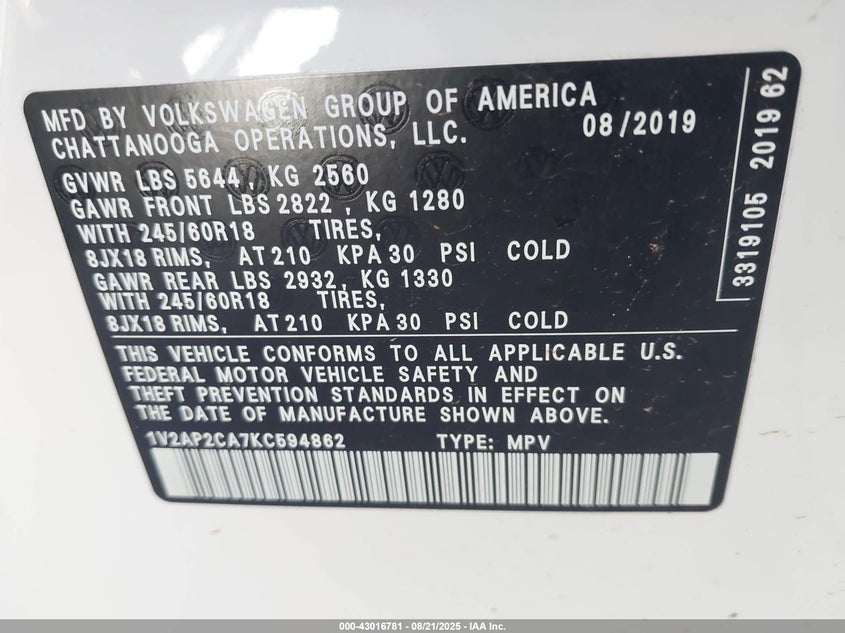 MFD BY VOLKSWAGEN GROUP OF AMERICA
CHATTANOOGA OPERATIONS, LLC. 08/2019
GVWR LBS 5644, KG 2560
GAWR FRONT LBS 2822 , KG 1280
WITH 245/60R18 TIRES,
8JX18 RIMS, AT 210 KPA 30 PSI COLD
GAWR REAR LBS 2932, KG 1330
WITH 245/60R18 TIRES,
8JX18 RIMS, AT 210 KPA 30 PSI COLD
THIS VEHICLE CONFORMS TO ALL APPLICABLE U.S.
FEDERAL MOTOR VEHICLE SAFETY AND
THEFT PREVENTION STANDARDS IN EFFECT ON
THE DATE OF MANUFACTURE SHOWN ABOVE.
1V2AP2CA7KC594862 TYPE: MPV
3319105 2019 62
000-43016781 - 08/21/2025 - IAA Inc.